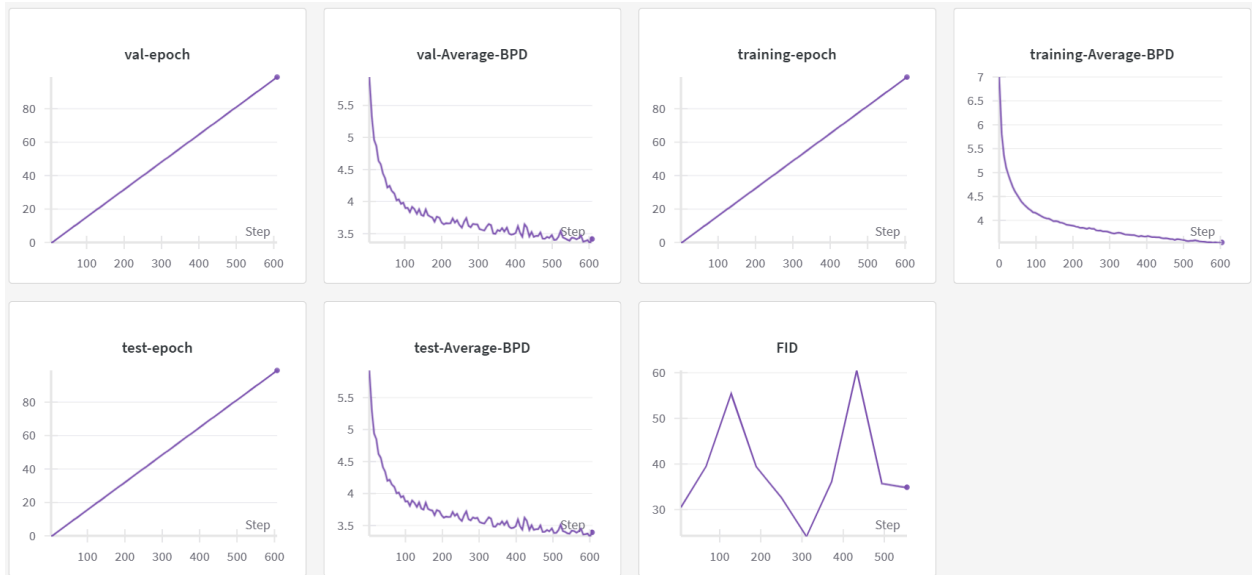 val-epoch
80
60
40
20
0
100 200 300 400 500 600
Step
val-Average-BPD
5.5
5
4.5
4
3.5
100 200 300 400 500 600
Step
training-epoch
80
60
40
20
0
100 200 300 400 500 600
Step
training-Average-BPD
7
6.5
6
5.5
5
4.5
4
0 100 200 300 400 500 600
Step
test-epoch
80
60
40
20
0
100 200 300 400 500 600
Step
test-Average-BPD
5.5
5
4.5
4
3.5
100 200 300 400 500 600
Step
FID
60
50
40
30
100 200 300 400 500
Step